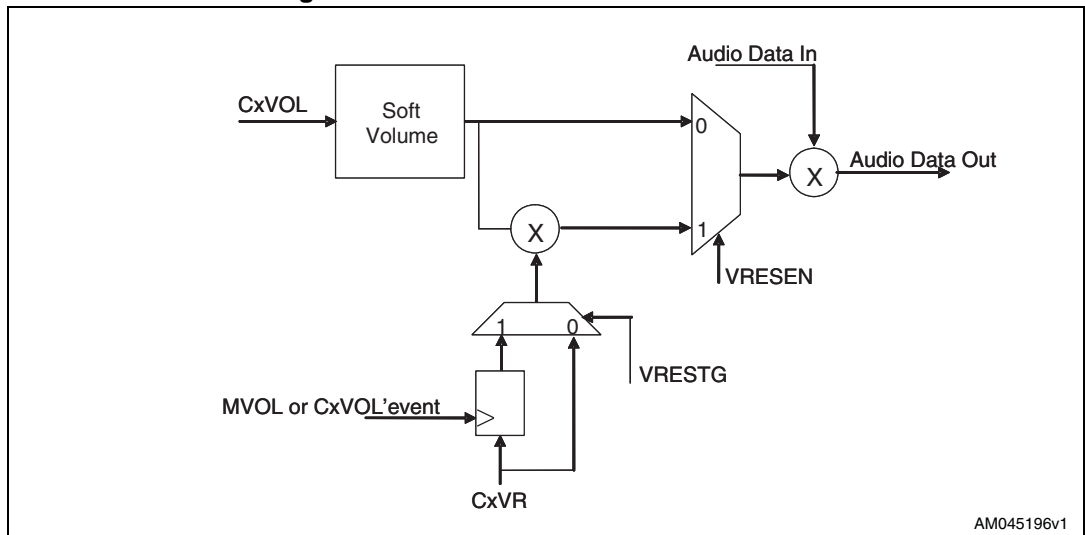 Audio Data In
CxVOL
Soft
Volume
0
X
Audio Data Out
X
1
VRESEN
1
0
VRESTG
MVOL or CxVOL'event
CxVR
AM045196v1